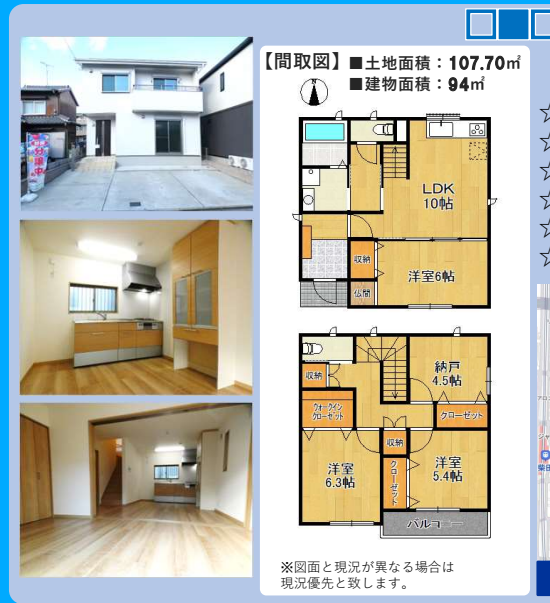 【間取図】 ■土地面積：107.70㎡
■建物面積：94㎡
N
LDK
10帖
収納
洋室6帖
仏間
収納
納戸
4.5帖
ウォークイン
クローゼット
クローゼット
収納
洋室
6.3帖
クローゼット
洋室
5.4帖
バルコニー
※図面と現況が異なる場合は
現況優先と致します。